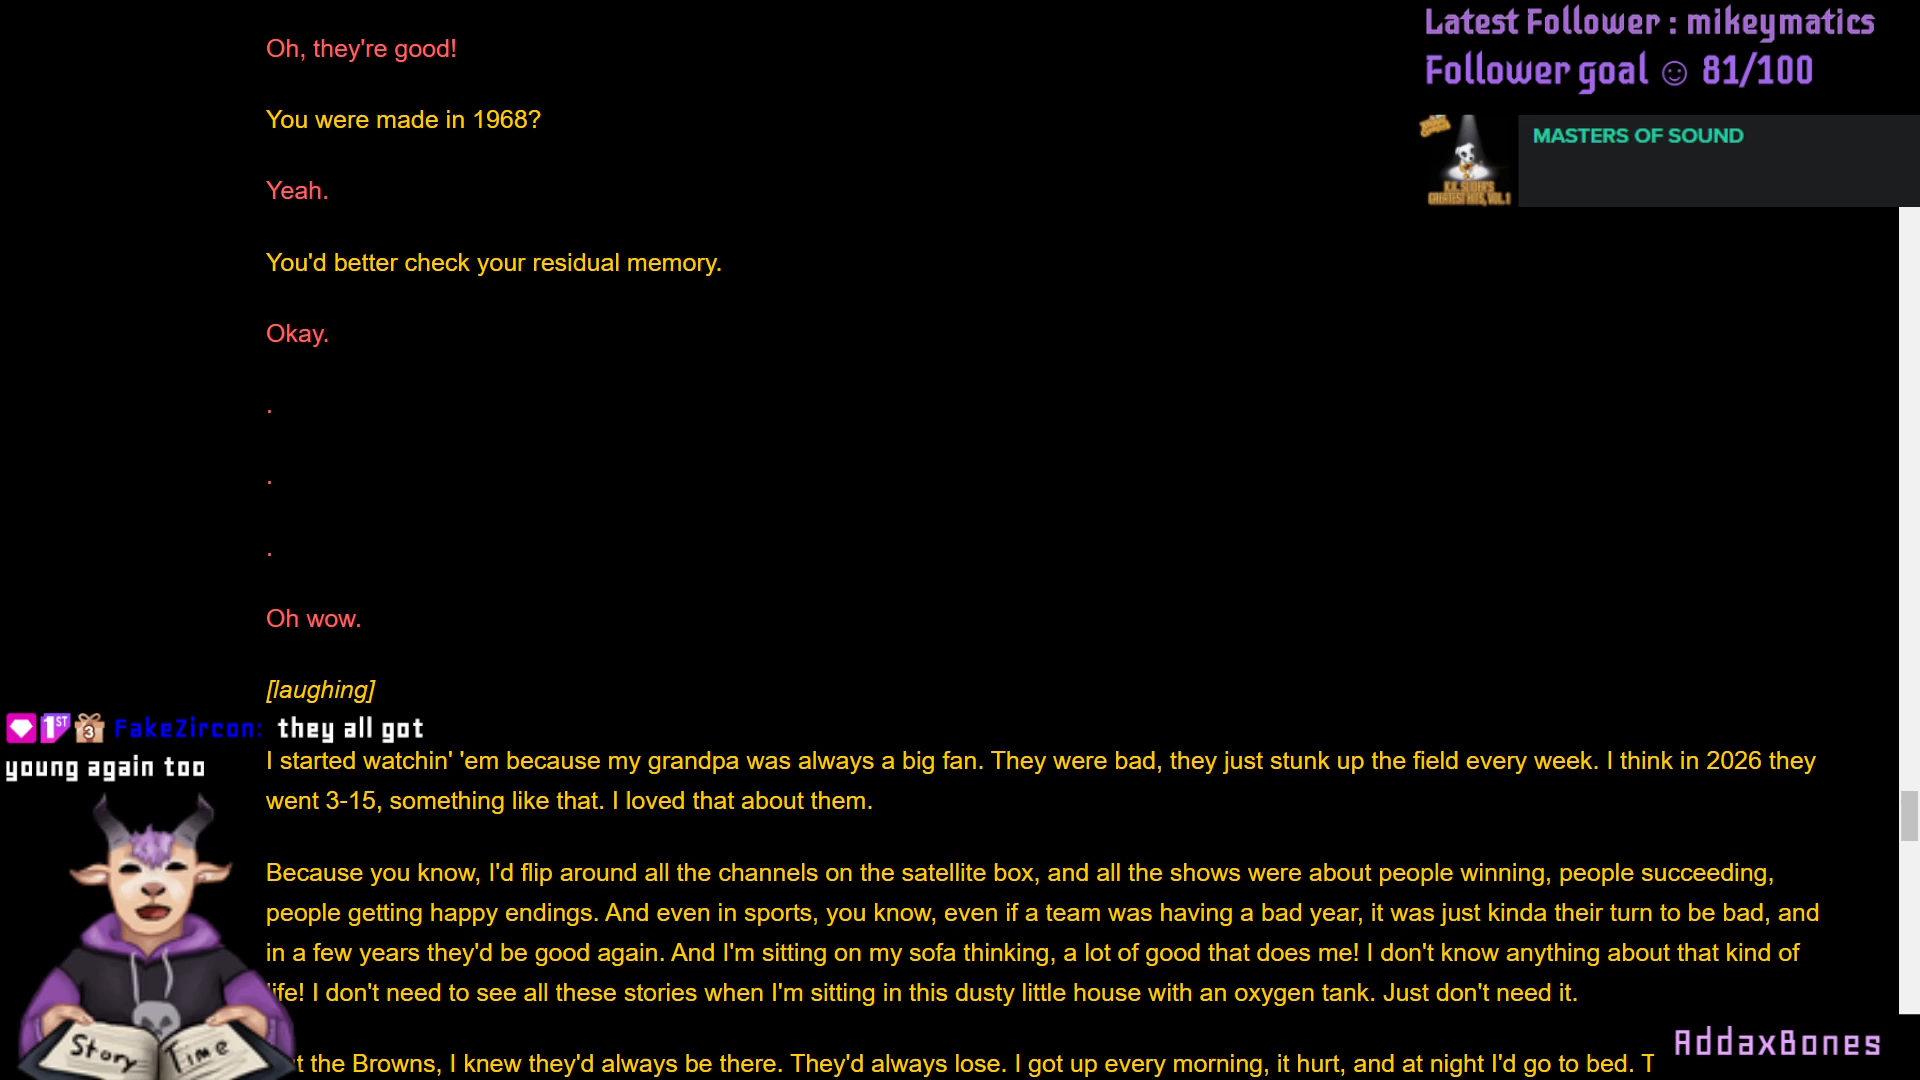 Oh, they're good!
You were made in 1968?
Yeah.
You'd better check your residual memory.
Okay.
.
.
.
Oh wow.
[laughing]
I started watchin' 'em because my grandpa was always a big fan. They were bad, they just stunk up the field every week. I think in 2026 they
went 3-15, something like that. I loved that about them.
Because you know, I'd flip around all the channels on the satellite box, and all the shows were about people winning, people succeeding,
people getting happy endings. And even in sports, you know, even if a team was having a bad year, it was just kinda their turn to be bad, and
in a few years they'd be good again. And I'm sitting on my sofa thinking, a lot of good that does me! I don't know anything about that kind of
life! I don't need to see all these stories when I'm sitting in this dusty little house with an oxygen tank. Just don't need it.
t the Browns, I knew they'd always be there. They'd always lose. I got up every morning, it hurt, and at night I'd go to bed. T
Latest Follower : mikeymatics
Follower goal ☺ 81/100
MASTERS OF SOUND
K.K. SLIDER'S
GREATEST HITS, VOL. 1
1ST 3 FakeZircon: they all got
young again too
Story Time
AddaxBones